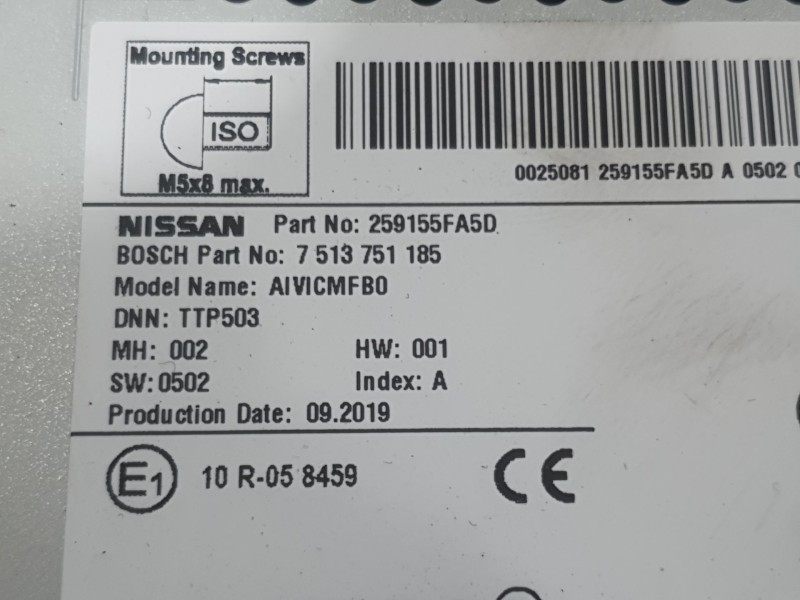 Mounting Screws
ISO
M5x8 max.
0025081 259155FA5D A 0502
NISSAN Part No: 259155FA5D
BOSCH Part No: 7 513 751 185
Model Name: AIVICMFB0
DNN: TTP503
MH: 002 HW: 001
SW: 0502 Index: A
Production Date: 09.2019
E1 10 R-05 8459 CE